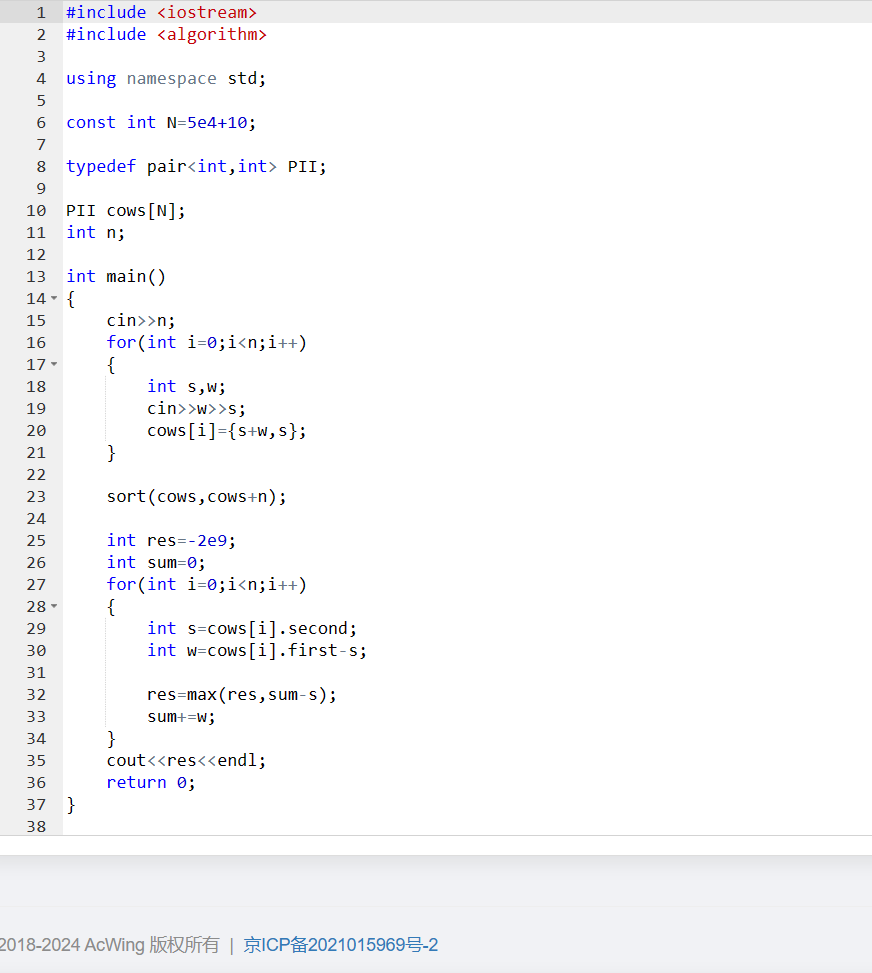 1 #include <iostream>
2 #include <algorithm>
3
4 using namespace std;
5
6 const int N=5e4+10;
7
8 typedef pair<int,int> PII;
9
10 PII cows[N];
11 int n;
12
13 int main()
14 {
15     cin>>n;
16     for(int i=0;i<n;i++)
17     {
18         int s,w;
19         cin>>w>>s;
20         cows[i]={s+w,s};
21     }
22
23     sort(cows,cows+n);
24
25     int res=-2e9;
26     int sum=0;
27     for(int i=0;i<n;i++)
28     {
29         int s=cows[i].second;
30         int w=cows[i].first-s;
31
32         res=max(res,sum-s);
33         sum+=w;
34     }
35     cout<<res<<endl;
36     return 0;
37 }
38
2018-2024 AcWing 版权所有 | 京ICP备2021015969号-2